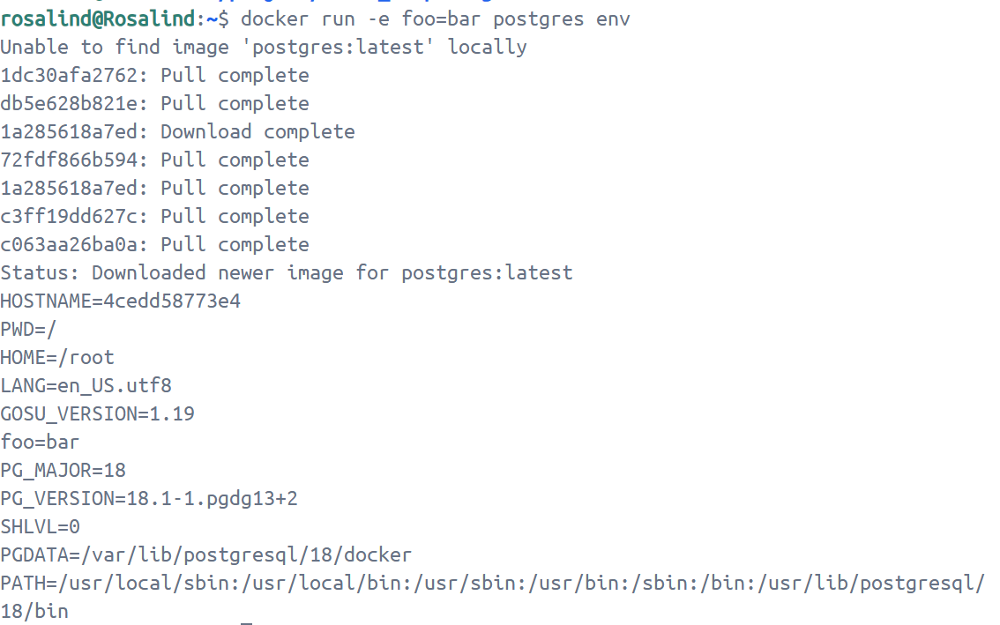 rosalind@Rosalind:~$ docker run -e foo=bar postgres env
Unable to find image 'postgres:latest' locally
1dc30afa2762: Pull complete
db5e628b821e: Pull complete
1a285618a7ed: Download complete
72fdf866b594: Pull complete
1a285618a7ed: Pull complete
c3ff19dd627c: Pull complete
c063aa26ba0a: Pull complete
Status: Downloaded newer image for postgres:latest
HOSTNAME=4cedd58773e4
PWD=/
HOME=/root
LANG=en_US.utf8
GOSU_VERSION=1.19
foo=bar
PG_MAJOR=18
PG_VERSION=18.1-1.pgdg13+2
SHLVL=0
PGDATA=/var/lib/postgresql/18/docker
PATH=/usr/local/sbin:/usr/local/bin:/usr/sbin:/usr/bin:/sbin:/bin:/usr/lib/postgresql/
18/bin